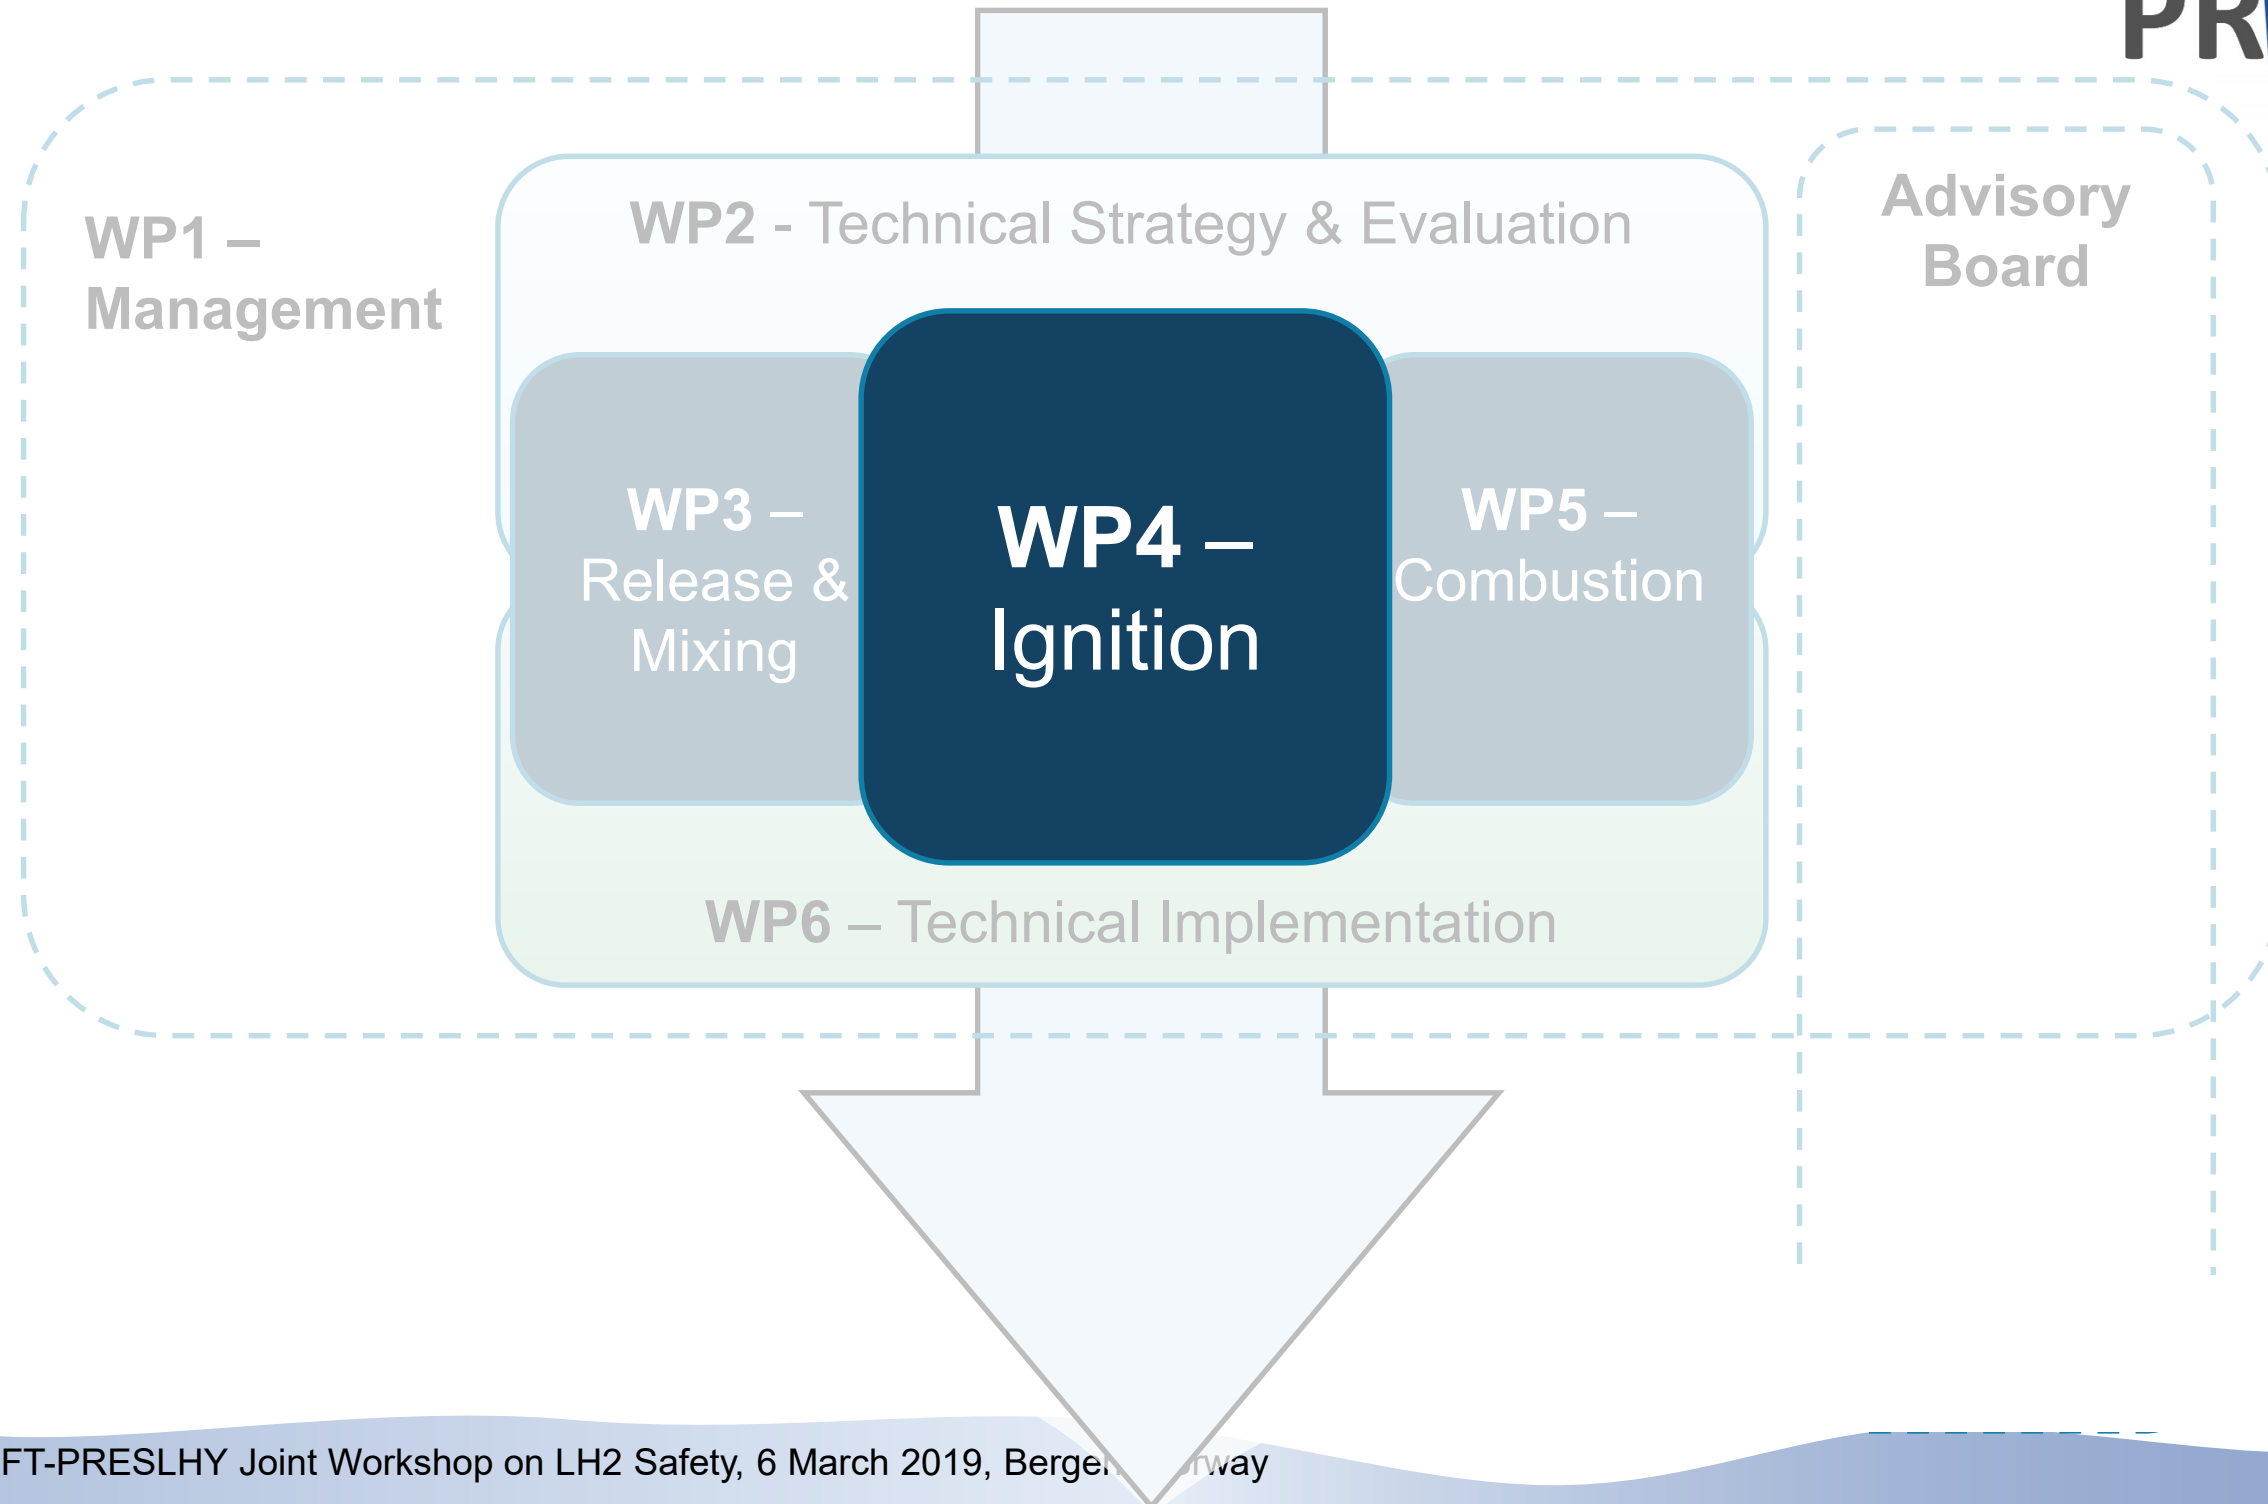 WP1 –
Management
WP2 - Technical Strategy & Evaluation
Advisory
Board
WP3 –
Release &
Mixing
WP4 –
Ignition
WP5 –
Combustion
WP6 – Technical Implementation
FT-PRESLHY Joint Workshop on LH2 Safety, 6 March 2019,